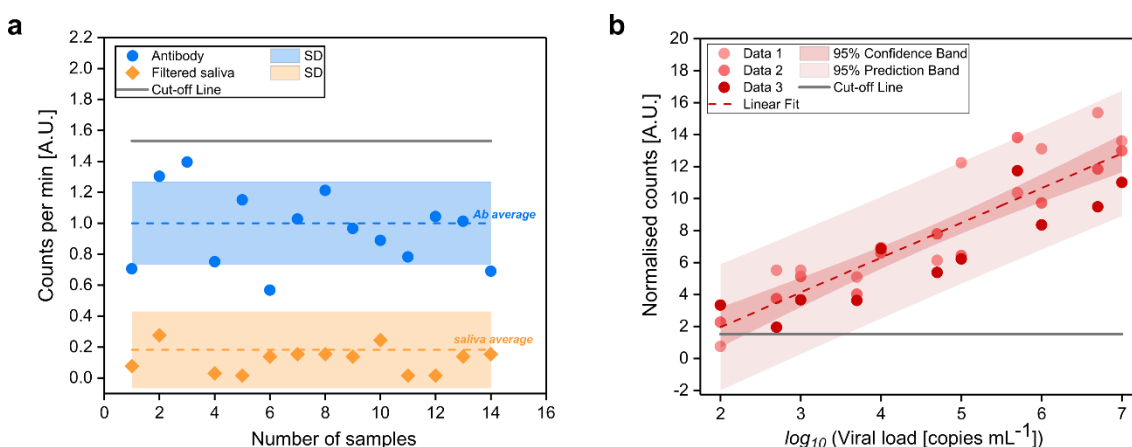 a
Counts per min [A.U.]
2.2
2.0
1.8
1.6
1.4
1.2
1.0
0.8
0.6
0.4
0.2
0.0
Antibody
SD
Filtered saliva
SD
Cut-off Line
Ab average
saliva average
0 2 4 6 8 10 12 14 16
Number of samples
b
Normalised counts [A.U.]
20
18
16
14
12
10
8
6
4
2
0
-2
Data 1
95% Confidence Band
Data 2
95% Prediction Band
Data 3
Cut-off Line
Linear Fit
2 3 4 5 6 7
log10 (Viral load [copies mL⁻¹])